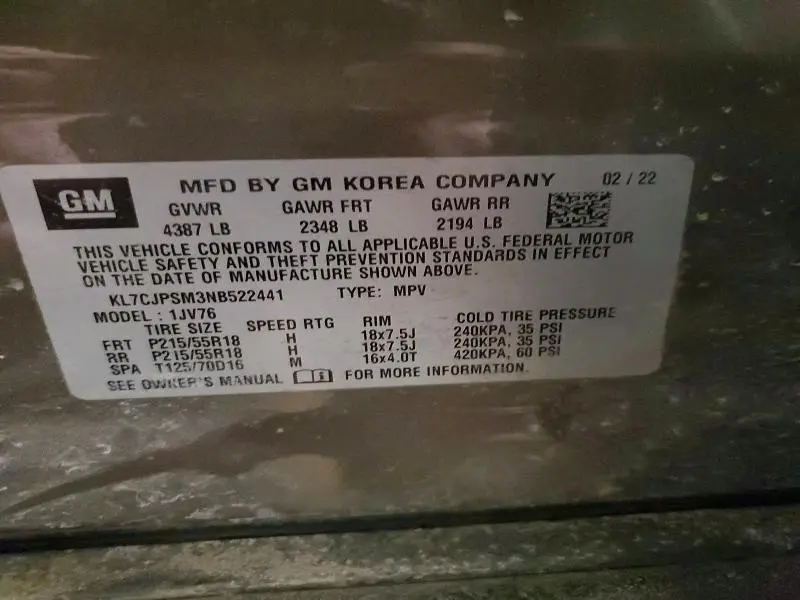 GM MFD BY GM KOREA COMPANY 02 / 22
GVWR GAWR FRT GAWR RR
4387 LB 2348 LB 2194 LB
THIS VEHICLE CONFORMS TO ALL APPLICABLE U.S. FEDERAL MOTOR
VEHICLE SAFETY AND THEFT PREVENTION STANDARDS IN EFFECT
ON THE DATE OF MANUFACTURE SHOWN ABOVE.
KL7CJPSM3NB522441 TYPE: MPV
MODEL : 1JV76
TIRE SIZE SPEED RTG RIM COLD TIRE PRESSURE
FRT P215/55R18 H 18x7.5J 240KPA, 35 PSI
RR P215/55R18 H 18x7.5J 240KPA, 35 PSI
SPA T125/70D16 M 16x4.0T 420KPA, 60 PSI
SEE OWNER'S MANUAL FOR MORE INFORMATION.